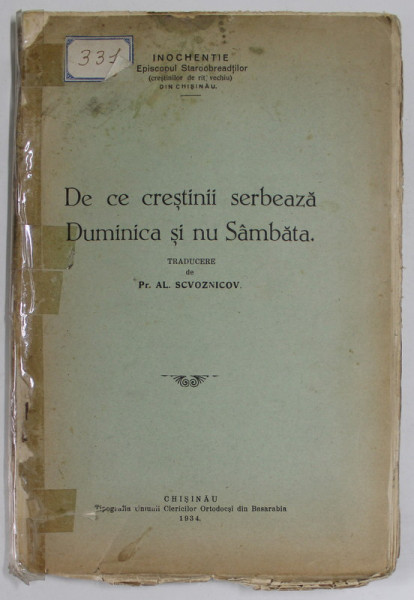 331
INOCHENTIE
Episcopul Staroobreadților
(creștinilor de rit vechiu)
DIN CHIȘINĂU.
De ce creștinii serbează
Duminica și nu Sâmbăta.
TRADUCERE
de
Pr. AL. SCVOZNICOV.
CHIȘINĂU
Tipografia Uniunii Clericilor Ortodocși din Basarabia
1934.